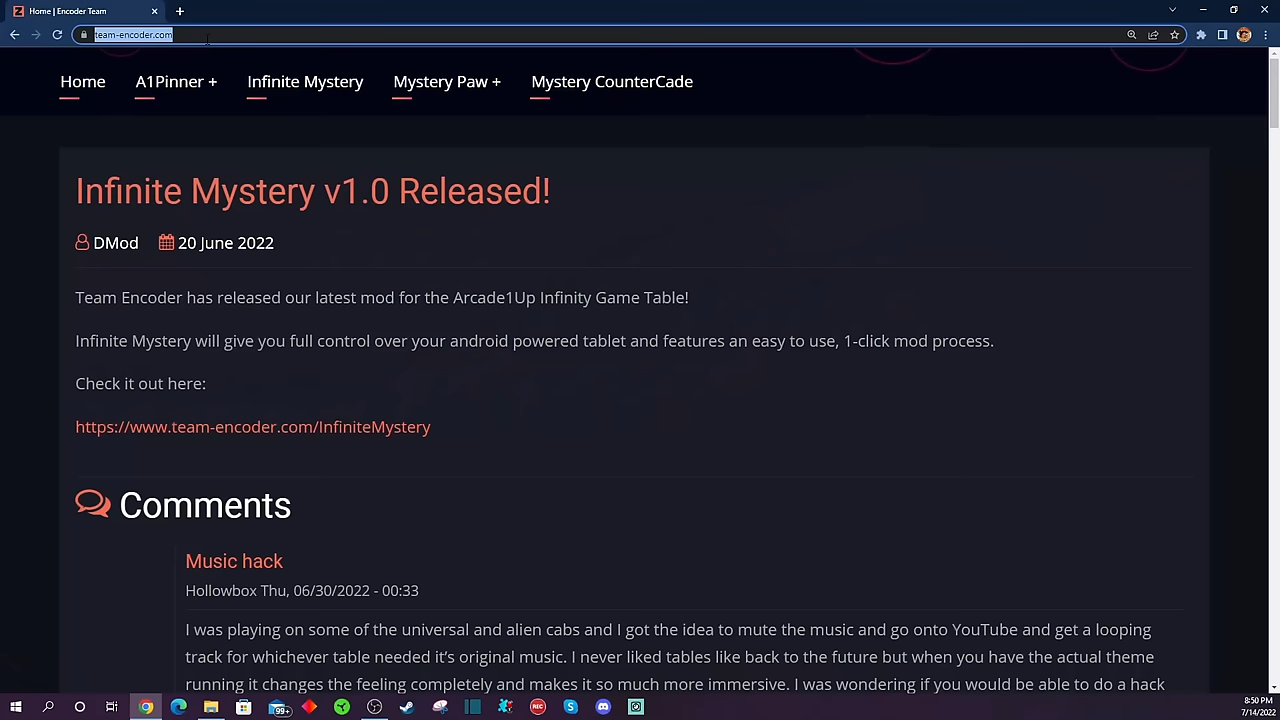 Home | Encoder Team
team-encoder.com
Home A1Pinner + Infinite Mystery Mystery Paw + Mystery CounterCade
Infinite Mystery v1.0 Released!
DMod 20 June 2022
Team Encoder has released our latest mod for the Arcade1Up Infinity Game Table!
Infinite Mystery will give you full control over your android powered tablet and features an easy to use, 1-click mod process.
Check it out here:
https://www.team-encoder.com/InfiniteMystery
Comments
Music hack
Hollowbox Thu, 06/30/2022 - 00:33
I was playing on some of the universal and alien cabs and I got the idea to mute the music and go onto YouTube and get a looping
track for whichever table needed it's original music. I never liked tables like back to the future but when you have the actual theme
running it changes the feeling completely and makes it so much more immersive. I was wondering if you would be able to do a hack
99+
REC
8:50 PM
7/14/2022